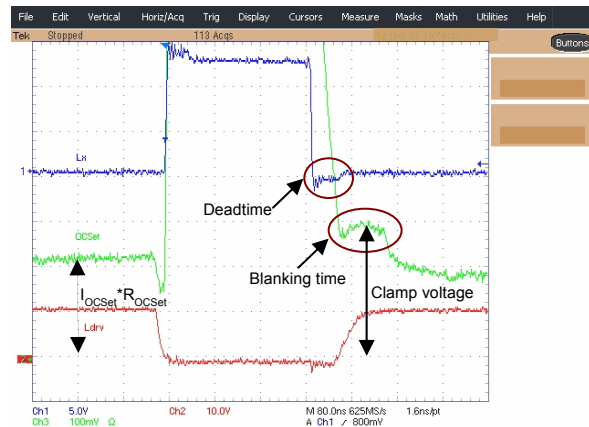 File Edit Vertical Horiz/Acq Trig Display Cursors Measure Masks Math Utilities Help
Tek Stopped 113 Acqs
Buttons
Lx
1
Deadtime
OCSet
Blanking time
Clamp voltage
IOCSet*ROCSet
Ldrv
Ch1 5.0V Ch2 10.0V M 80.0ns 625MS/s 1.6ns/pt
Ch3 100mV Ω A Ch1 / 800mV